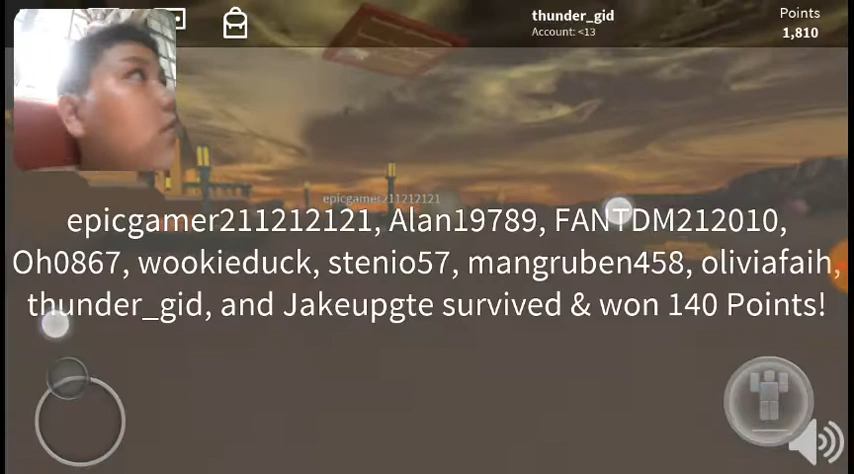 thunder_gid
Account: <13
Points
1,810
epicgamer211212121
epicgamer211212121, Alan19789, FANTDM212010,
Oh0867, wookieduck, stenio57, mangruben458, oliviafaih,
thunder_gid, and Jakeupgte survived & won 140 Points!